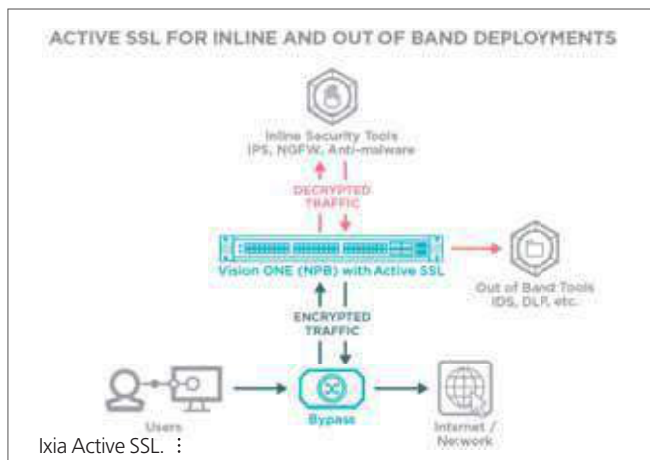 ACTIVE SSL FOR INLINE AND OUT OF BAND DEPLOYMENTS
Inline Security Tools
IPS, NGFW, Anti-malware
DECRYPTED
TRAFFIC
Vision ONE (NPB) with Active SSL
Out of Band Tools
IDS, DLP, etc.
ENCRYPTED
TRAFFIC
Users
Bypass
Internet /
Network
Ixia Active SSL. ⋮